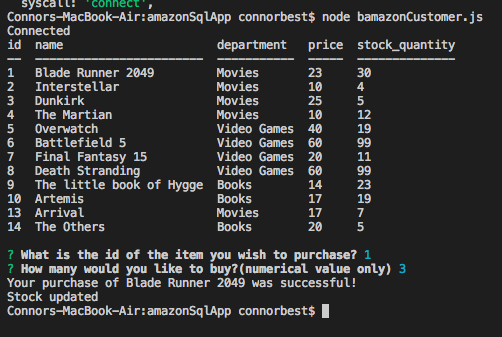 syscall: 'connect',
Connors-MacBook-Air:amazonSqlApp connorbest$ node bamazonCustomer.js
Connected
id  name                     department   price  stock_quantity
--  -----------------------  -----------  -----  --------------
1   Blade Runner 2049        Movies       23     30
2   Interstellar             Movies       10     4
3   Dunkirk                  Movies       25     5
4   The Martian              Movies       10     12
5   Overwatch                Video Games  40     19
6   Battlefield 5            Video Games  60     99
7   Final Fantasy 15         Video Games  20     11
8   Death Stranding          Video Games  60     99
9   The little book of Hygge Books        14     23
10  Artemis                  Books        17     19
13  Arrival                  Movies       17     7
14  The Others               Books        20     5
? What is the id of the item you wish to purchase? 1
? How many would you like to buy?(numerical value only) 3
Your purchase of Blade Runner 2049 was successful!
Stock updated
Connors-MacBook-Air:amazonSqlApp connorbest$